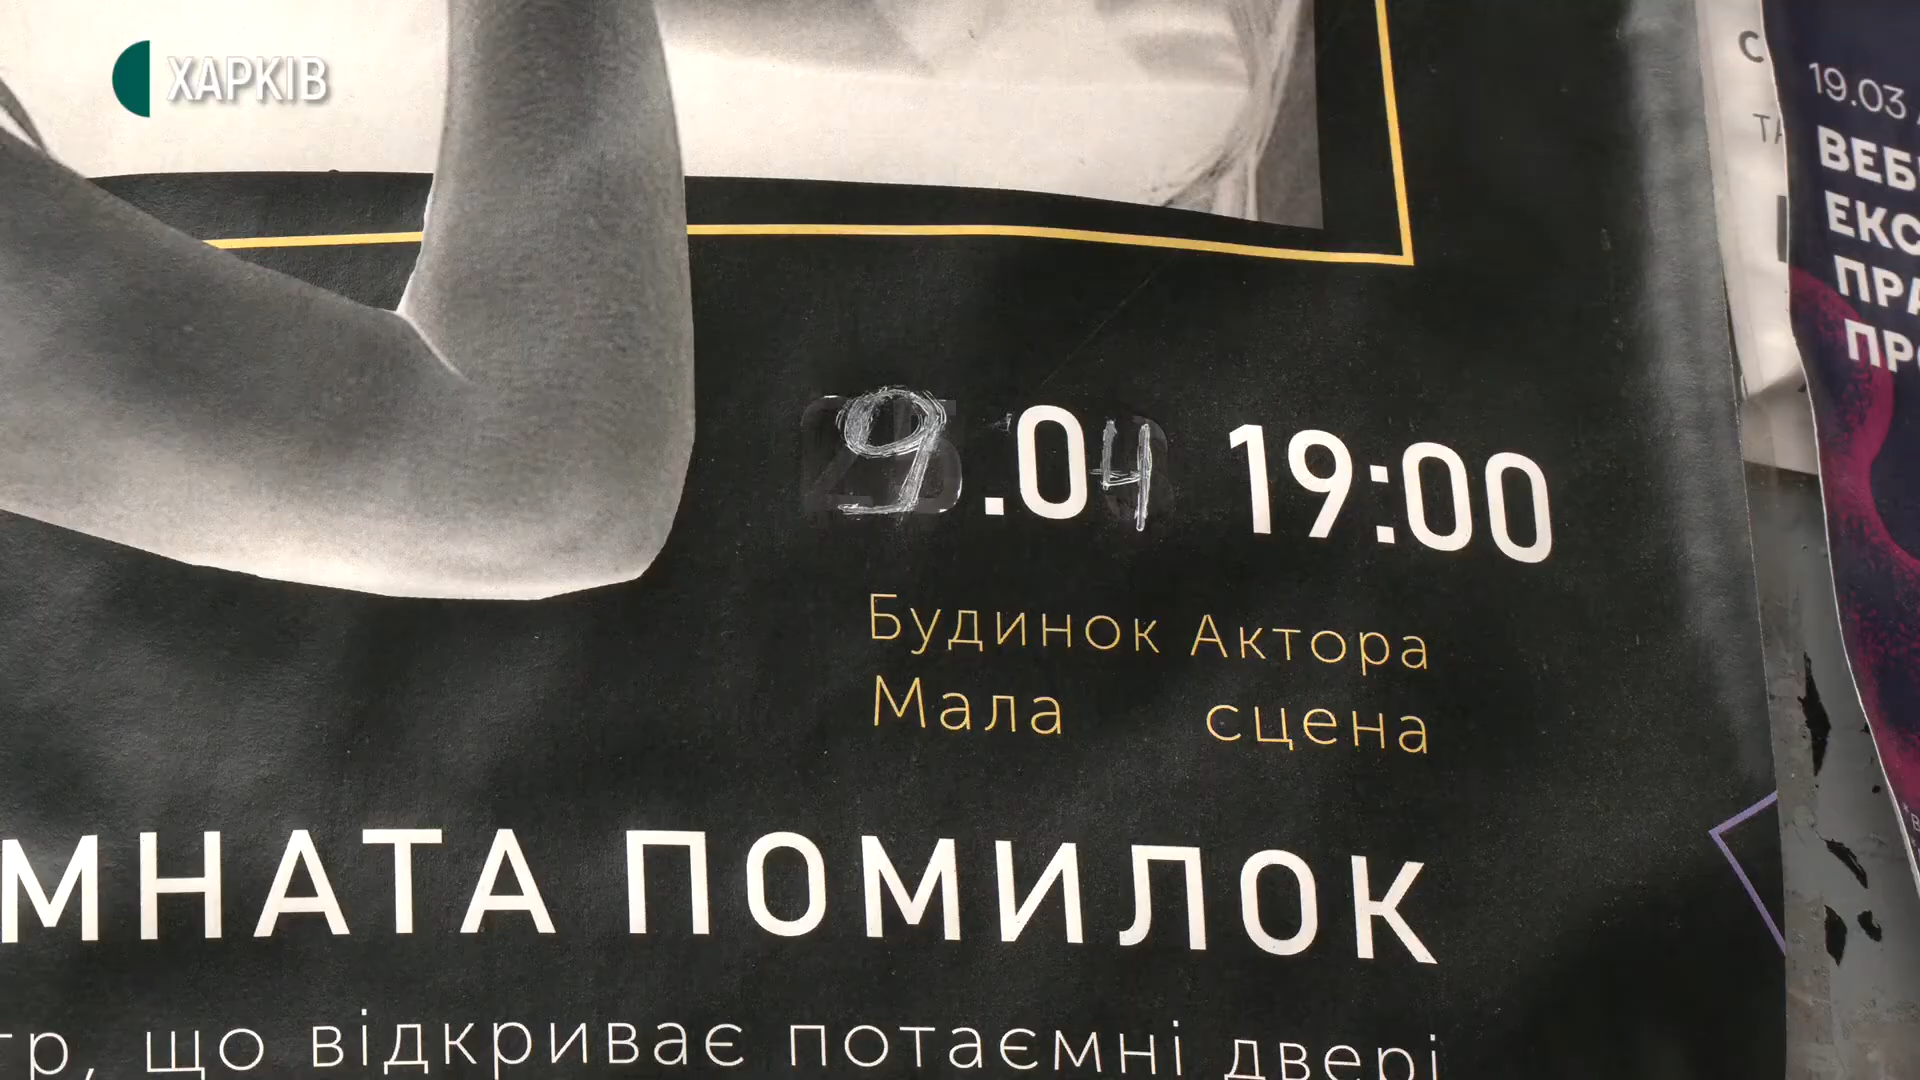 ХАРКІВ
9.04 19:00
Будинок Актора
Мала сцена
МНАТА ПОМИЛОК
тр, що відкриває потаємні двері
19.03
ВЕБ
ЕКС
ПРА
ПРО